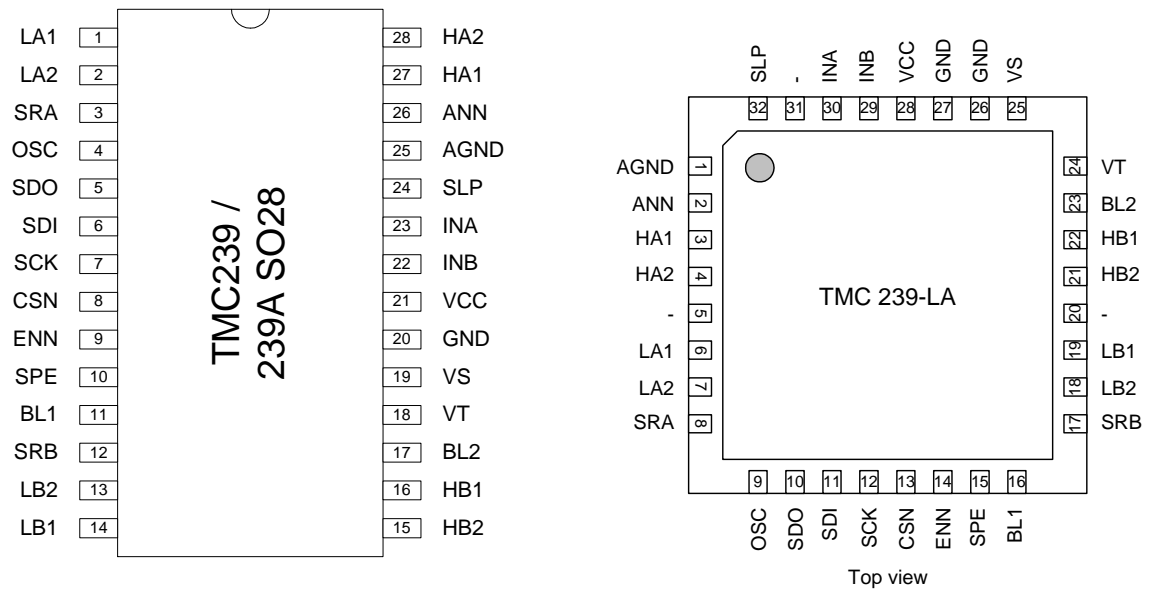 LA1 1
LA2 2
SRA 3
OSC 4
SDO 5
SDI 6
SCK 7
CSN 8
ENN 9
SPE 10
BL1 11
SRB 12
LB2 13
LB1 14
TMC239 /
239A SO28
28 HA2
27 HA1
26 ANN
25 AGND
24 SLP
23 INA
22 INB
21 VCC
20 GND
19 VS
18 VT
17 BL2
16 HB1
15 HB2
SLP - INA INB VCC GND GND VS
32 31 30 29 28 27 26 25
AGND 1
ANN 2
HA1 3
HA2 4
- 5
LA1 6
LA2 7
SRA 8
TMC 239-LA
24 VT
23 BL2
22 HB1
21 HB2
20 -
19 LB1
18 LB2
17 SRB
9 10 11 12 13 14 15 16
OSC SDO SDI SCK CSN ENN SPE BL1
Top view